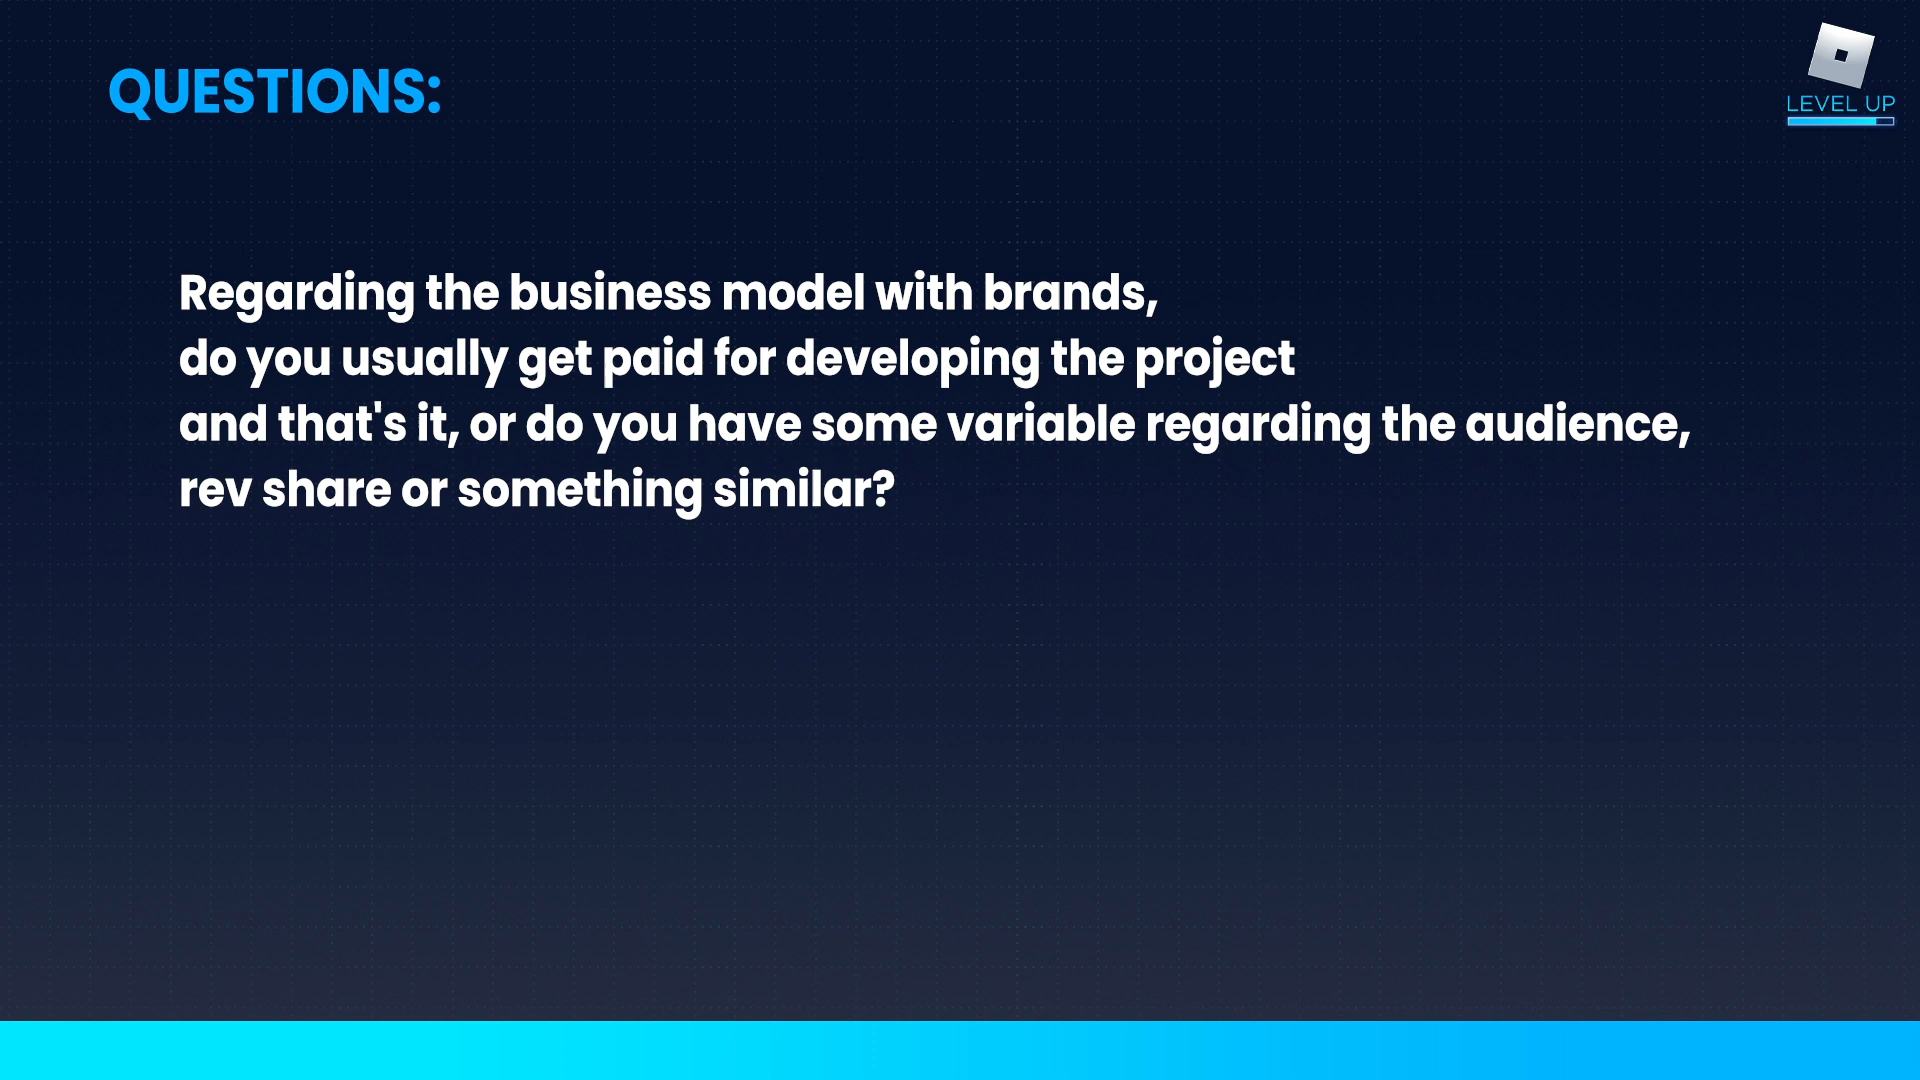 QUESTIONS:
LEVEL UP
Regarding the business model with brands,
do you usually get paid for developing the project
and that's it, or do you have some variable regarding the audience,
rev share or something similar?